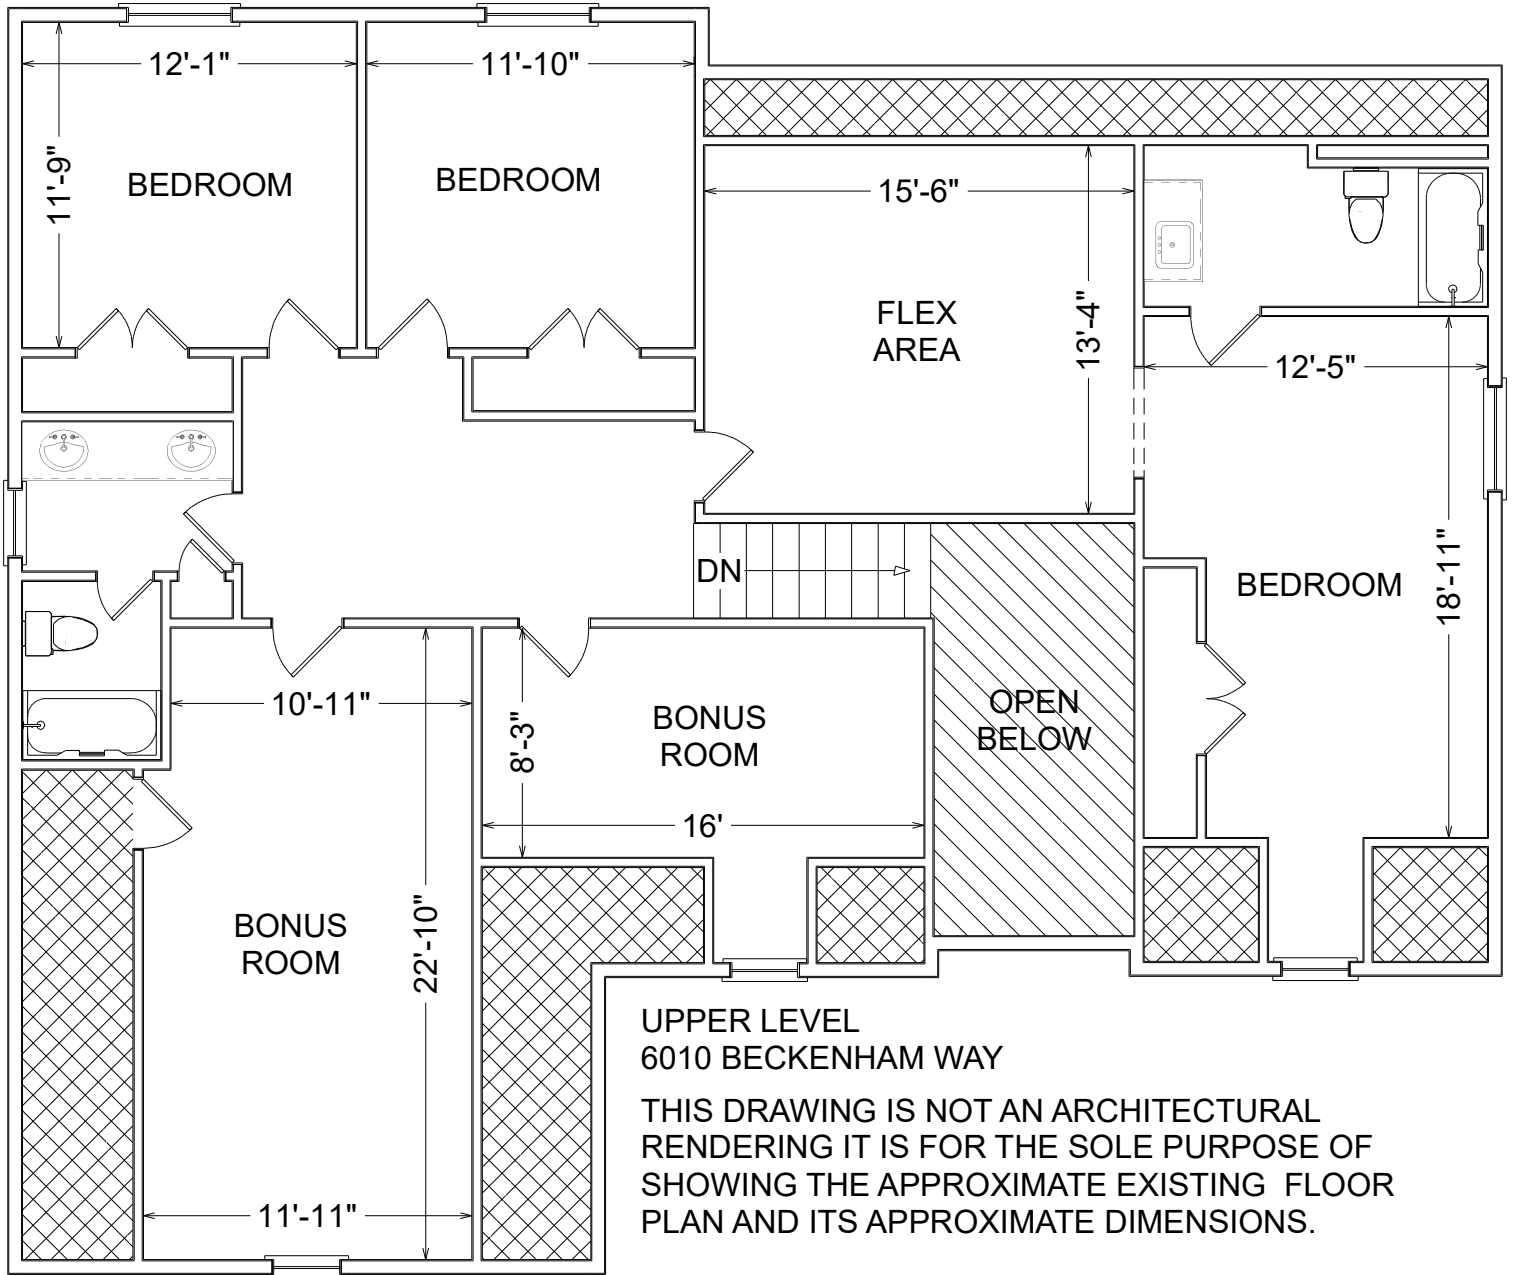 12'-1"
11'-10"
11'-9"
BEDROOM
BEDROOM
15'-6"
FLEX
AREA
13'-4"
12'-5"
DN
BEDROOM
18'-11"
10'-11"
8'-3"
BONUS
ROOM
OPEN
BELOW
16'
BONUS
ROOM
22'-10"
11'-11"
UPPER LEVEL
6010 BECKENHAM WAY
THIS DRAWING IS NOT AN ARCHITECTURAL
RENDERING IT IS FOR THE SOLE PURPOSE OF
SHOWING THE APPROXIMATE EXISTING  FLOOR
PLAN AND ITS APPROXIMATE DIMENSIONS.